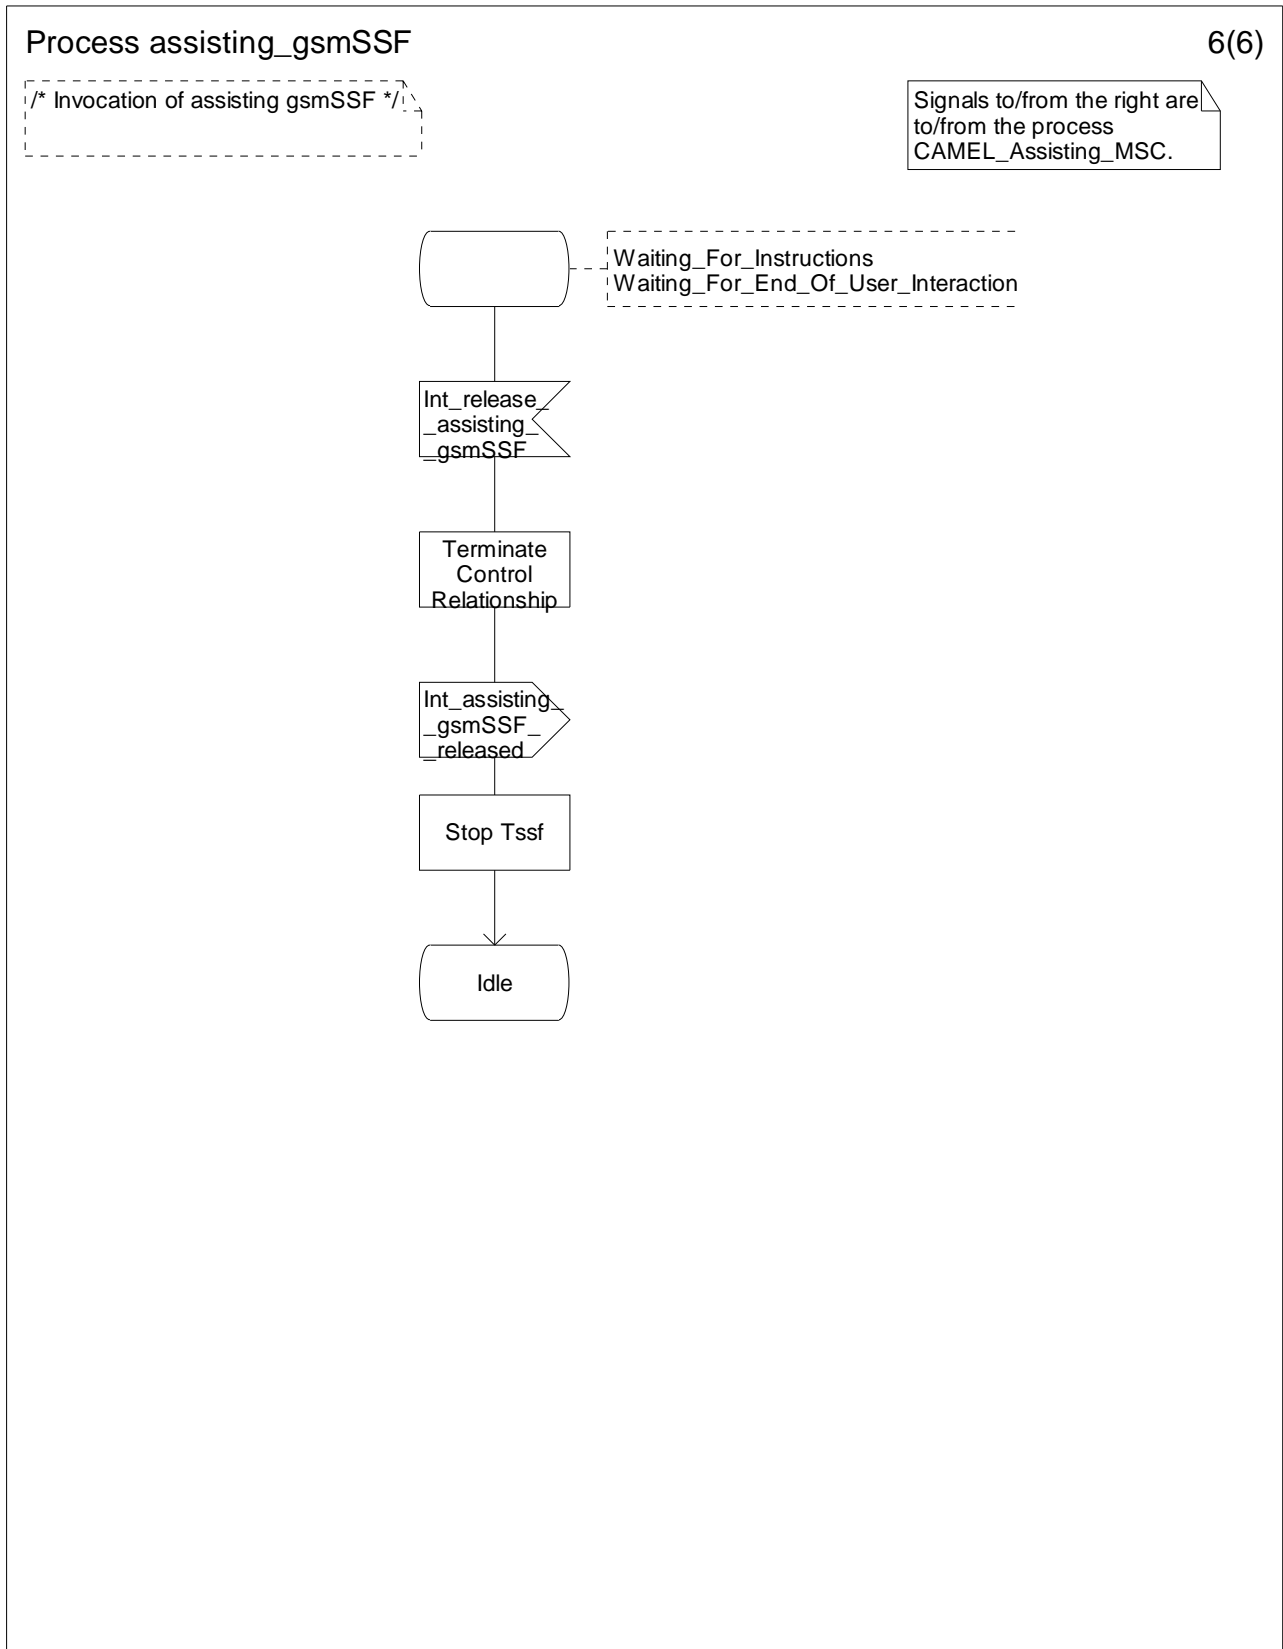 Process assisting_gsmSSF
6(6)
/* Invocation of assisting gsmSSF */
Signals to/from the right are
to/from the process
CAMEL_Assisting_MSC.
Waiting_For_Instructions
Waiting_For_End_Of_User_Interaction
Int_release_
_assisting_
_gsmSSF
Terminate
Control
Relationship
Int_assisting_
_gsmSSF_
_released
Stop Tssf
Idle